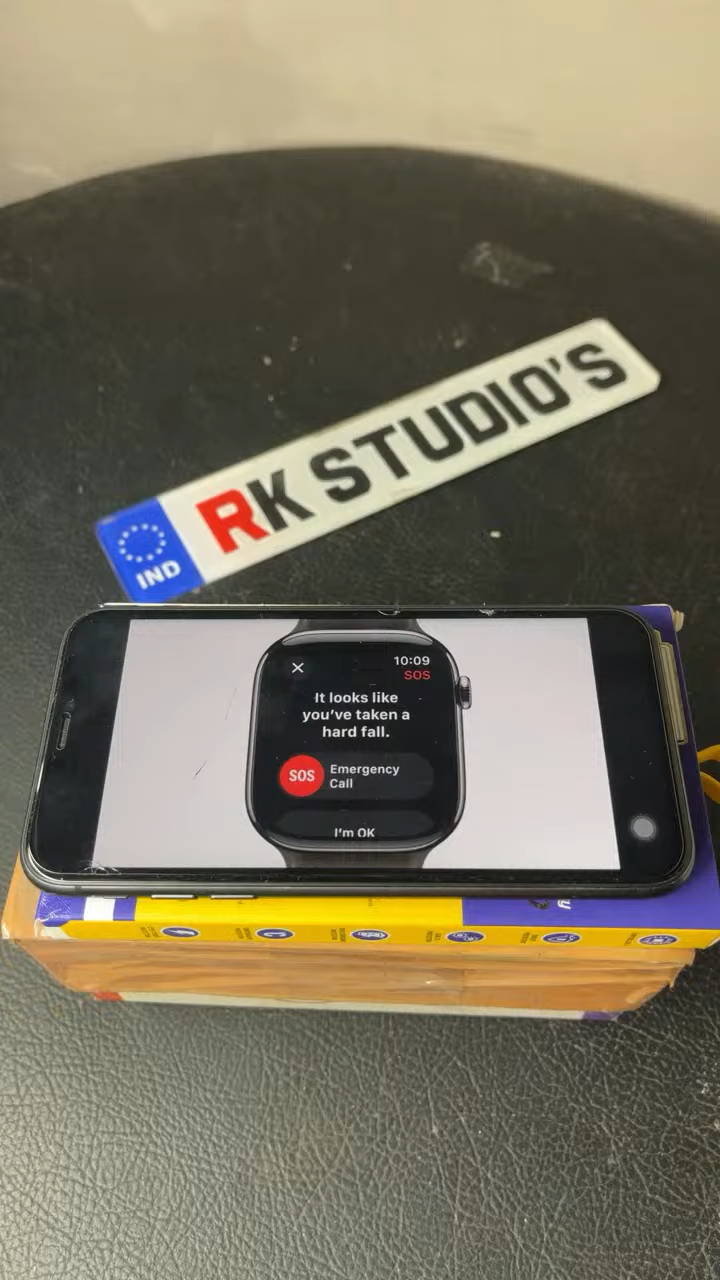 RK STUDIO'S
IND
10:09
SOS
It looks like
you've taken a
hard fall.
SOS
Emergency
Call
I'm OK